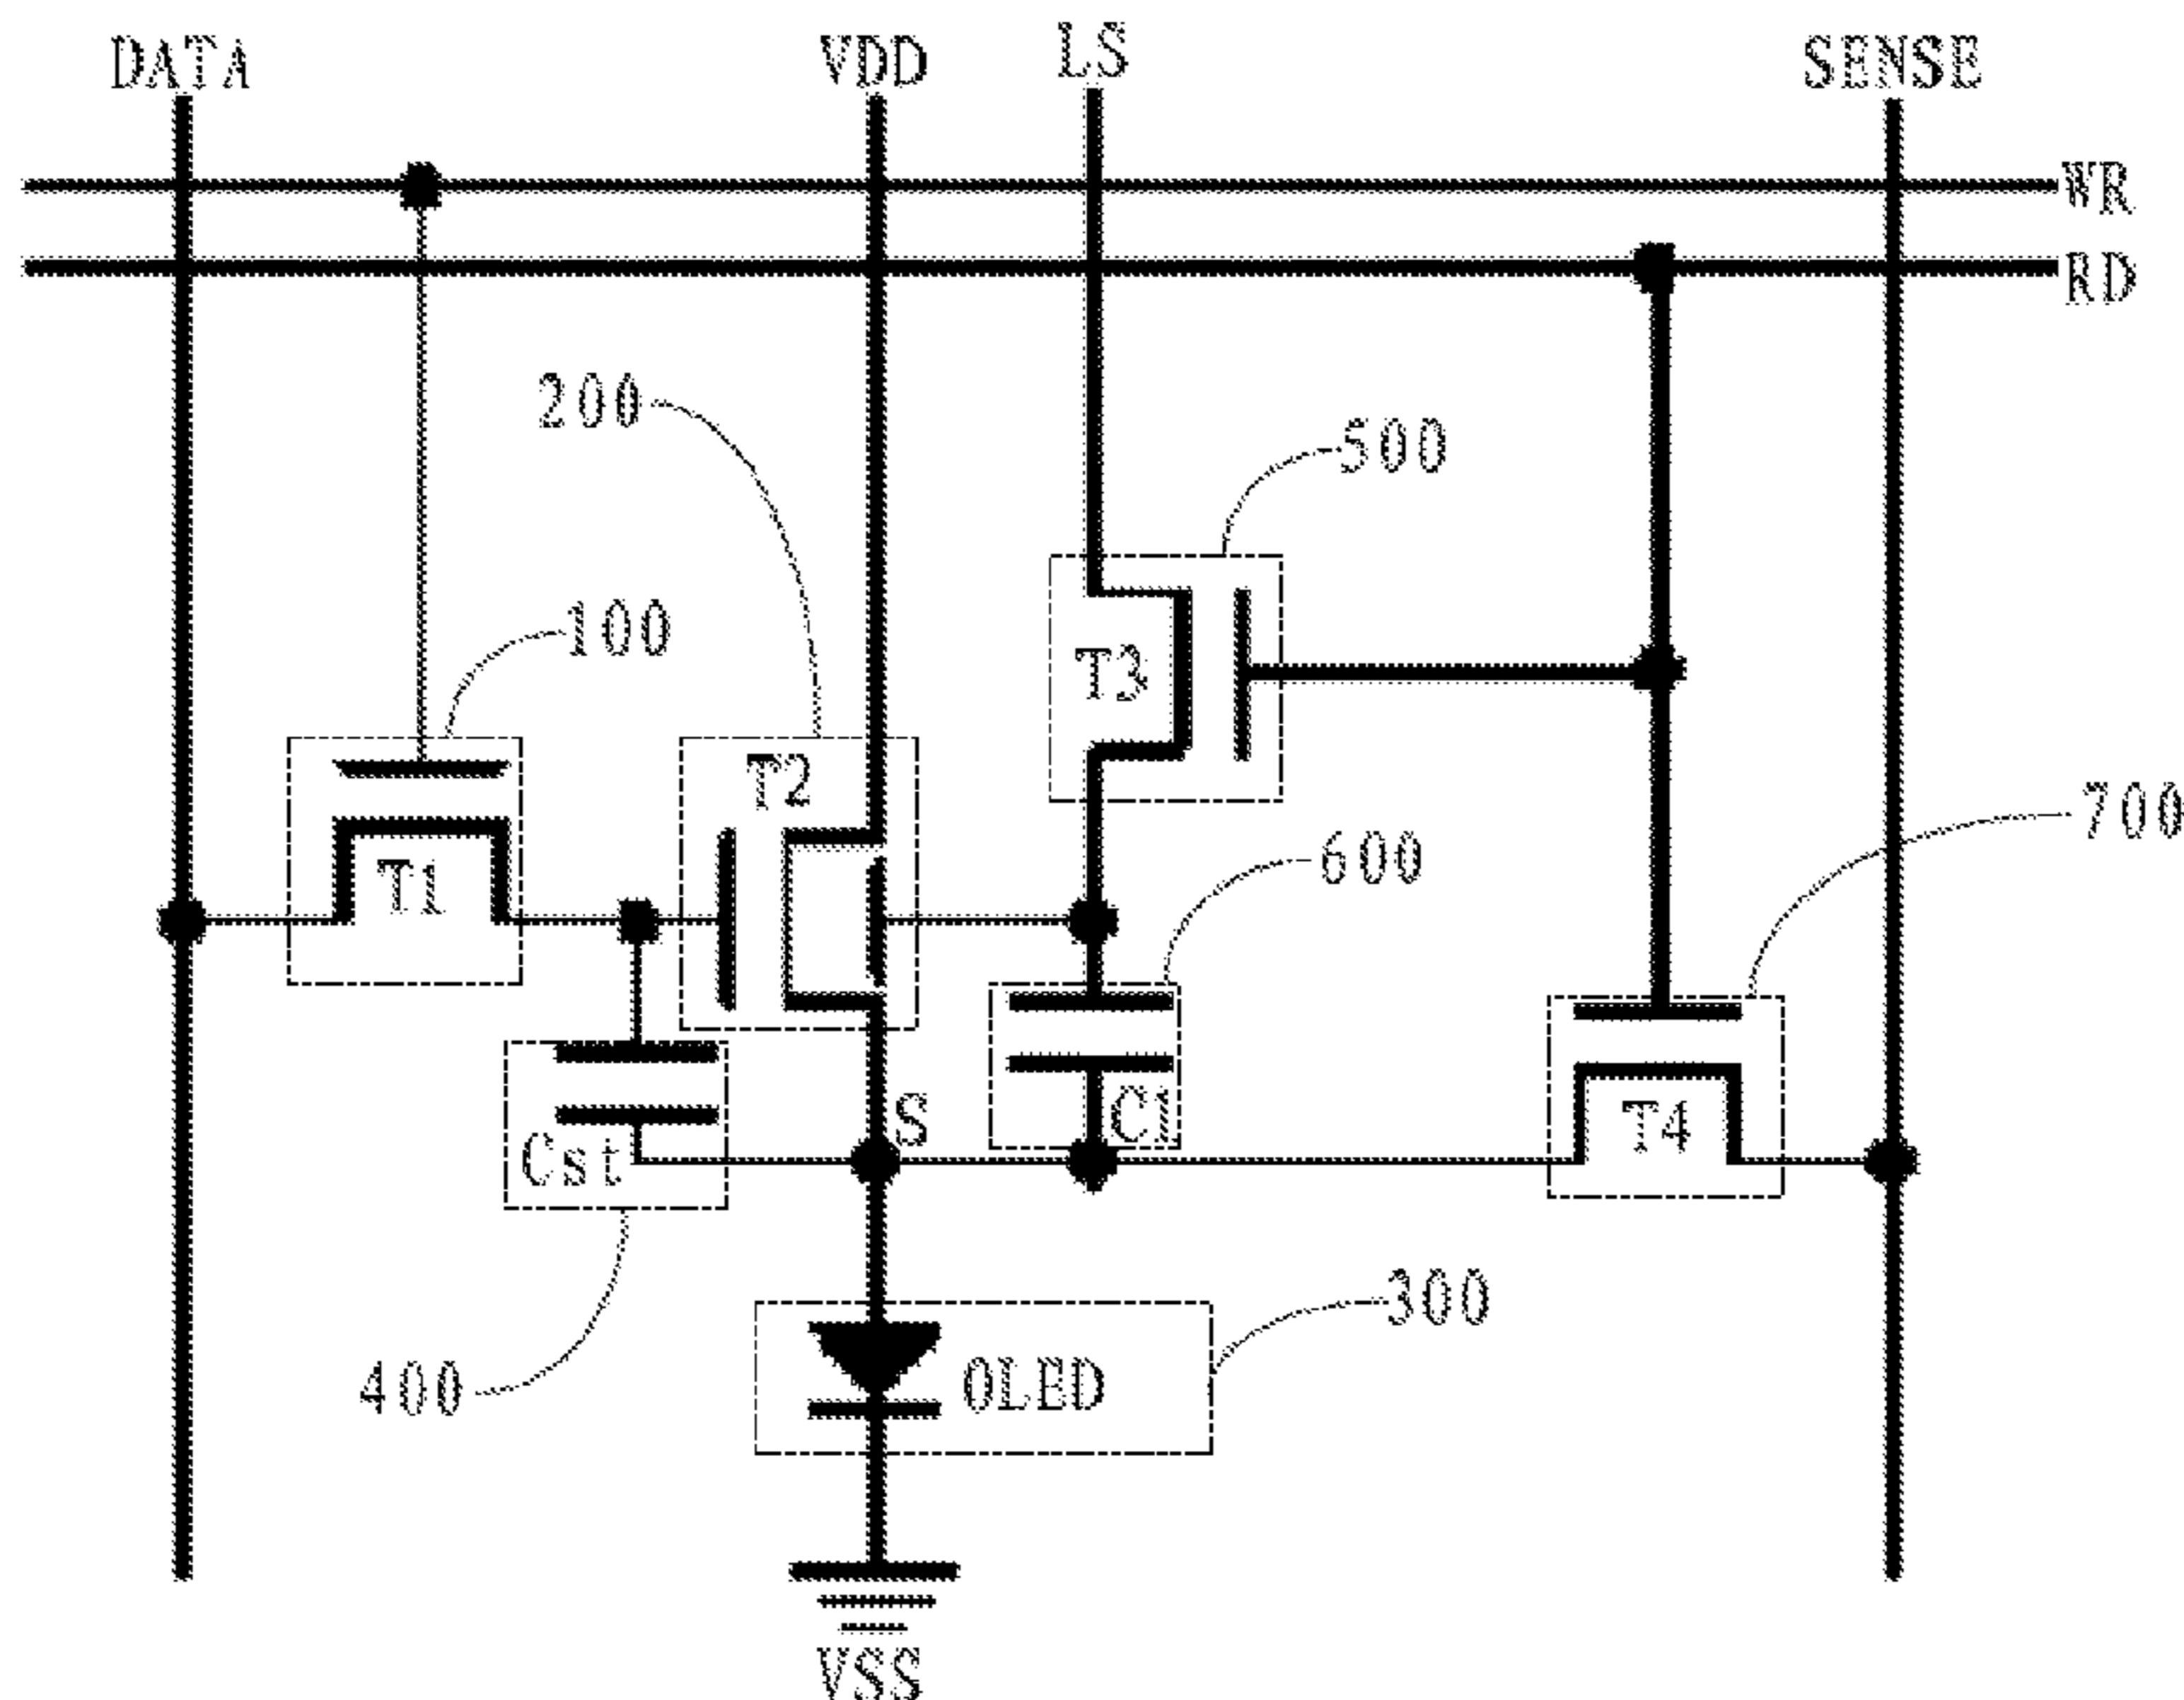 DATA
VDD
LS
SENSE
WR
RD
200
500
100
T3
T2
700
600
T1
S
C1
T4
Cst
300
400
OLED
VSS